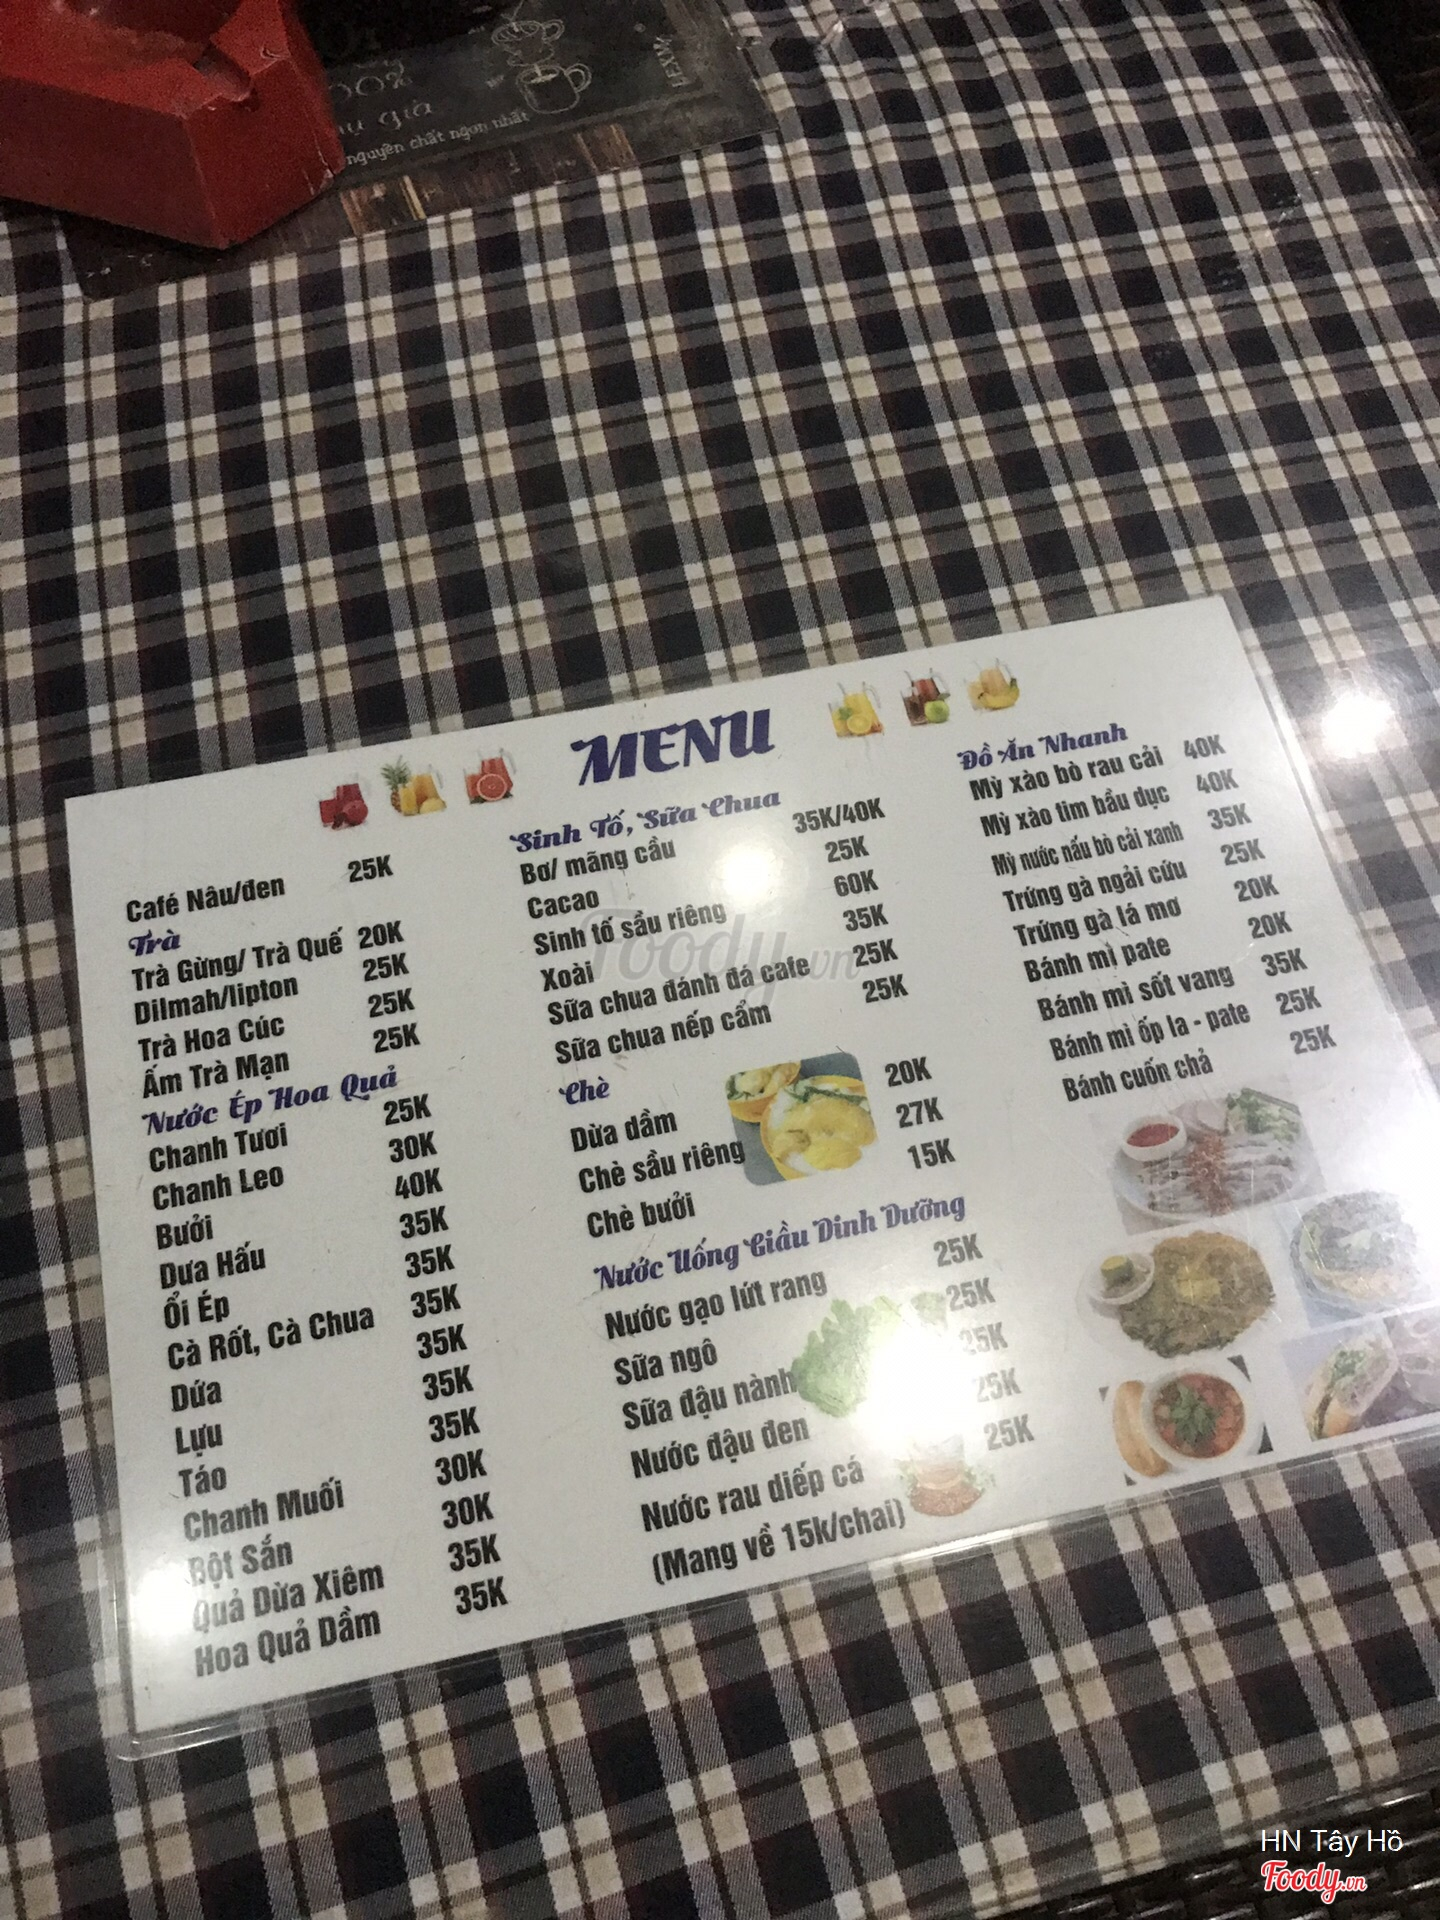 nguyên chất ngon nhất
MENU
Café Nâu/đen 25K
Trà
Trà Gừng/ Trà Quế 20K
Dilmah/lipton 25K
Trà Hoa Cúc 25K
Ấm Trà Mạn 25K
Nước Ép Hoa Quả
Chanh Tươi 25K
Chanh Leo 30K
Bưởi 40K
Dưa Hấu 35K
Ổi Ép 35K
Cà Rốt, Cà Chua 35K
Dứa 35K
Lựu 35K
Táo 35K
Chanh Muối 30K
Bột Sắn 30K
Quả Dừa Xiêm 35K
Hoa Quả Dầm 35K
Sinh Tố, Sữa Chua
Bơ/ mãng cầu 35K/40K
Cacao 25K
Sinh tố sầu riêng 60K
Xoài 35K
Sữa chua đánh đá cafe 25K
Sữa chua nếp cẩm 25K
Chè
Dừa dầm 20K
Chè sầu riêng 27K
Chè bưởi 15K
Nước Uống Giầu Dinh Dưỡng
Nước gạo lứt rang 25K
Sữa ngô 25K
Sữa đậu nành 25K
Nước đậu đen 25K
Nước rau diếp cá 25K
(Mang về 15k/chai)
Đồ Ăn Nhanh
Mỳ xào bò rau cải 40K
Mỳ xào tim bầu dục 40K
Mỳ nước nấu bò cải xanh 35K
Trứng gà ngải cứu 25K
Trứng gà lá mơ 20K
Bánh mì pate 20K
Bánh mì sốt vang 35K
Bánh mì ốp la - pate 25K
Bánh cuốn chả 25K
Foody.vn
HN Tây Hồ
Foody.vn